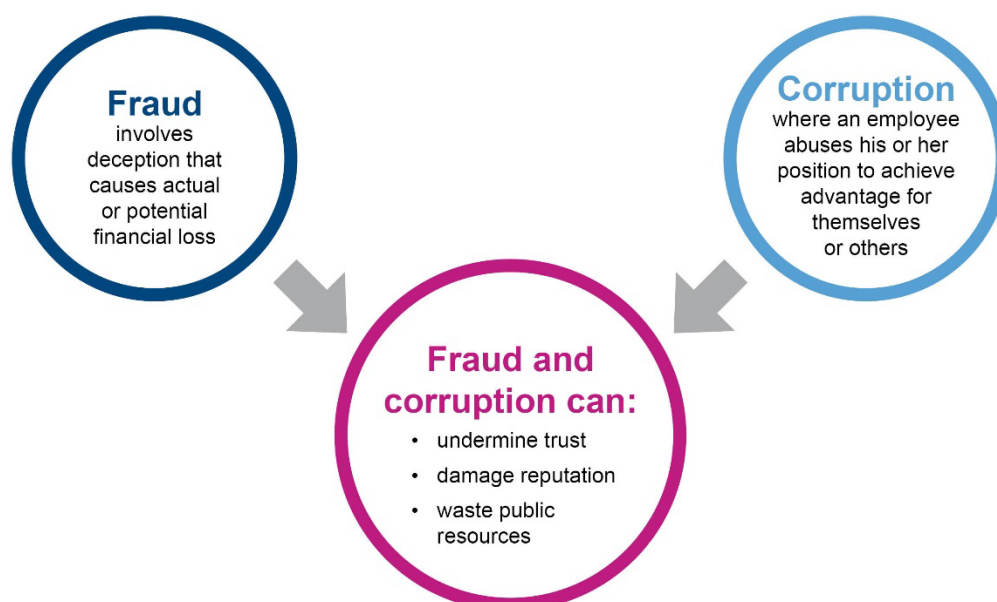 Fraud
involves
deception that
causes actual
or potential
financial loss
Corruption
where an employee
abuses his or her
position to achieve
advantage for
themselves
or others
Fraud and
corruption can:
• undermine trust
• damage reputation
• waste public
resources